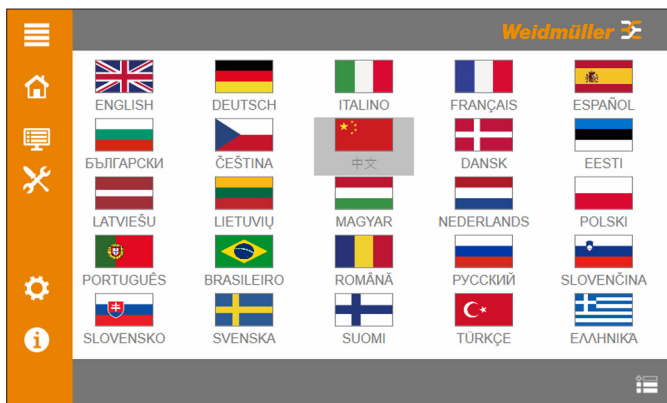 Weidmüller
ENGLISH DEUTSCH ITALINO FRANÇAIS ESPAÑOL
БЪЛГАРСКИ ČEŠTINA 中文 DANSK EESTI
LATVIEŠU LIETUVIŲ MAGYAR NEDERLANDS POLSKI
PORTUGUÊS BRASILEIRO ROMÂNĂ РУССКИЙ SLOVENČINA
SLOVENSKO SVENSKA SUOMI TÜRKÇE ΕΛΛΗΝΙΚΆ